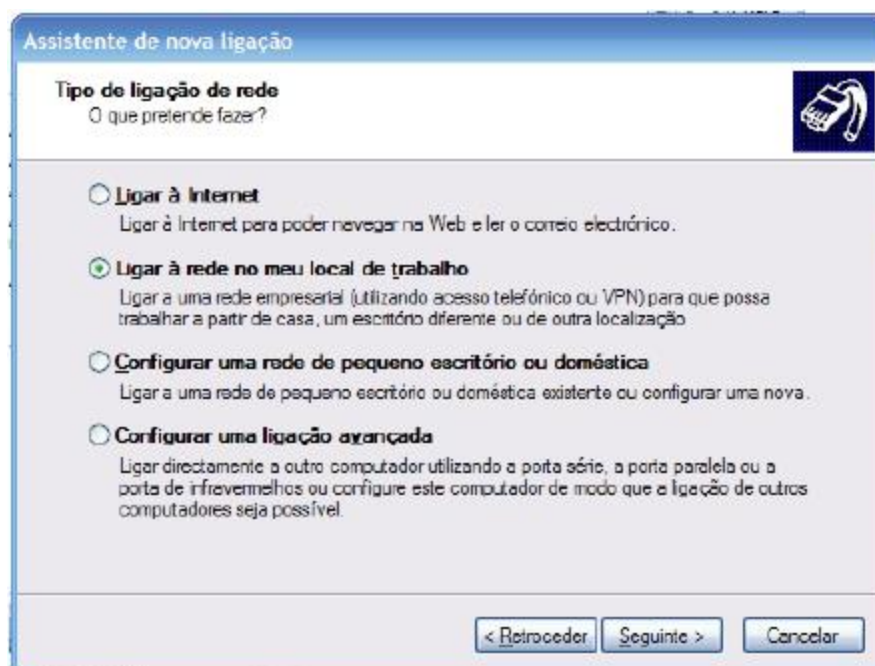 Assistente de nova ligação
Tipo de ligação de rede
O que pretende fazer?
Ligar à Internet
Ligar à Internet para poder navegar na Web e ler o correio electrónico.
Ligar à rede no meu local de trabalho
Ligar a uma rede empresarial (utilizando acesso telefónico ou VPN) para que possa
trabalhar a partir de casa, um escritório diferente ou de outra localização
Configurar uma rede de pequeno escritório ou doméstica
Ligar a uma rede de pequeno escritório ou doméstica existente ou configurar uma nova.
Configurar uma ligação avançada
Ligar directamente a outro computador utilizando a porta série, a porta paralela ou a
porta de infravermelhos ou configure este computador de modo que a ligação de outros
computadores seja possível.
< Retroceder Seguinte > Cancelar